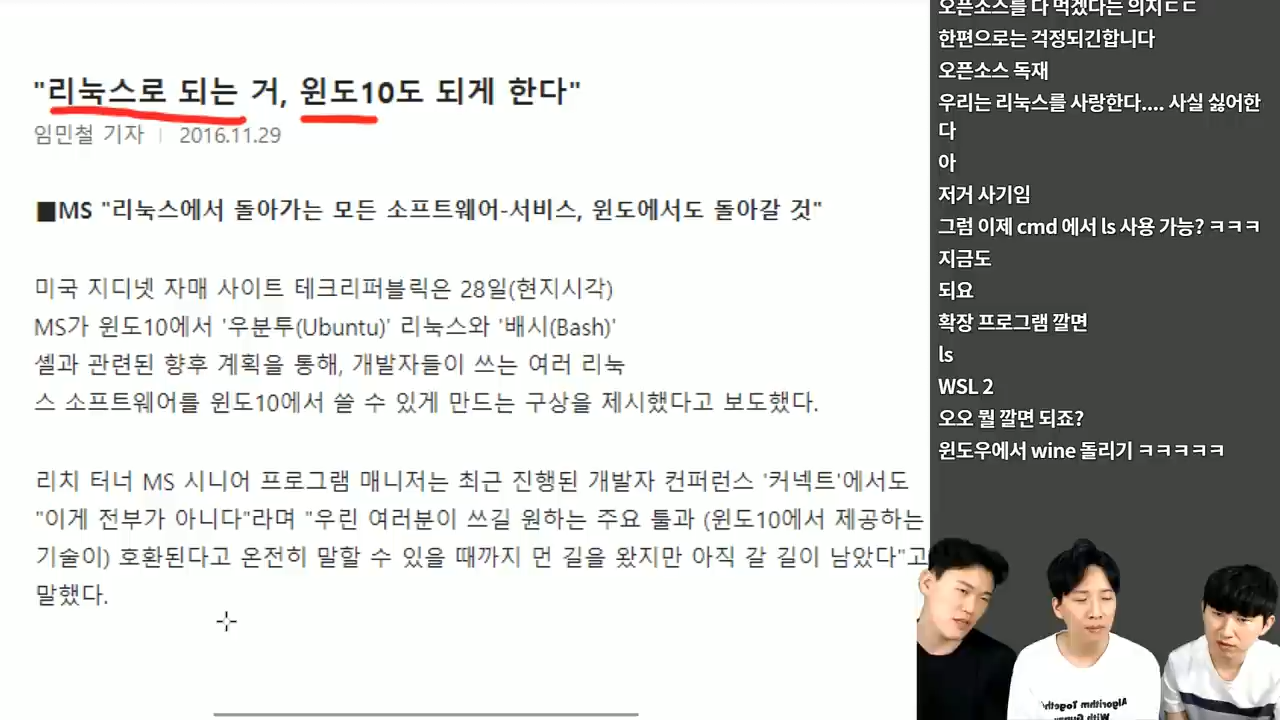 "리눅스로 되는 거, 윈도10도 되게 한다"
임민철 기자 | 2016.11.29
■MS "리눅스에서 돌아가는 모든 소프트웨어-서비스, 윈도에서도 돌아갈 것"
미국 지디넷 자매 사이트 테크리퍼블릭은 28일(현지시각)
MS가 윈도10에서 '우분투(Ubuntu)' 리눅스와 '배시(Bash)'
셸과 관련된 향후 계획을 통해, 개발자들이 쓰는 여러 리눅
스 소프트웨어를 윈도10에서 쓸 수 있게 만드는 구상을 제시했다고 보도했다.
리치 터너 MS 시니어 프로그램 매니저는 최근 진행된 개발자 컨퍼런스 '커넥트'에서도
"이게 전부가 아니다"라며 "우린 여러분이 쓰길 원하는 주요 툴과 (윈도10에서 제공하는
기술이) 호환된다고 온전히 말할 수 있을 때까지 먼 길을 왔지만 아직 갈 길이 남았다"고
말했다.
오픈소스를 다 먹겠다는 의지ㄷㄷ
한편으로는 걱정되긴합니다
오픈소스 독재
우리는 리눅스를 사랑한다.... 사실 싫어한
다
아
저거 사기임
그럼 이제 cmd 에서 ls 사용 가능? ㅋㅋㅋ
지금도
되요
확장 프로그램 깔면
ls
WSL 2
오오 뭘 깔면 되죠?
윈도우에서 wine 돌리기 ㅋㅋㅋㅋㅋ
Algorithm Together
With